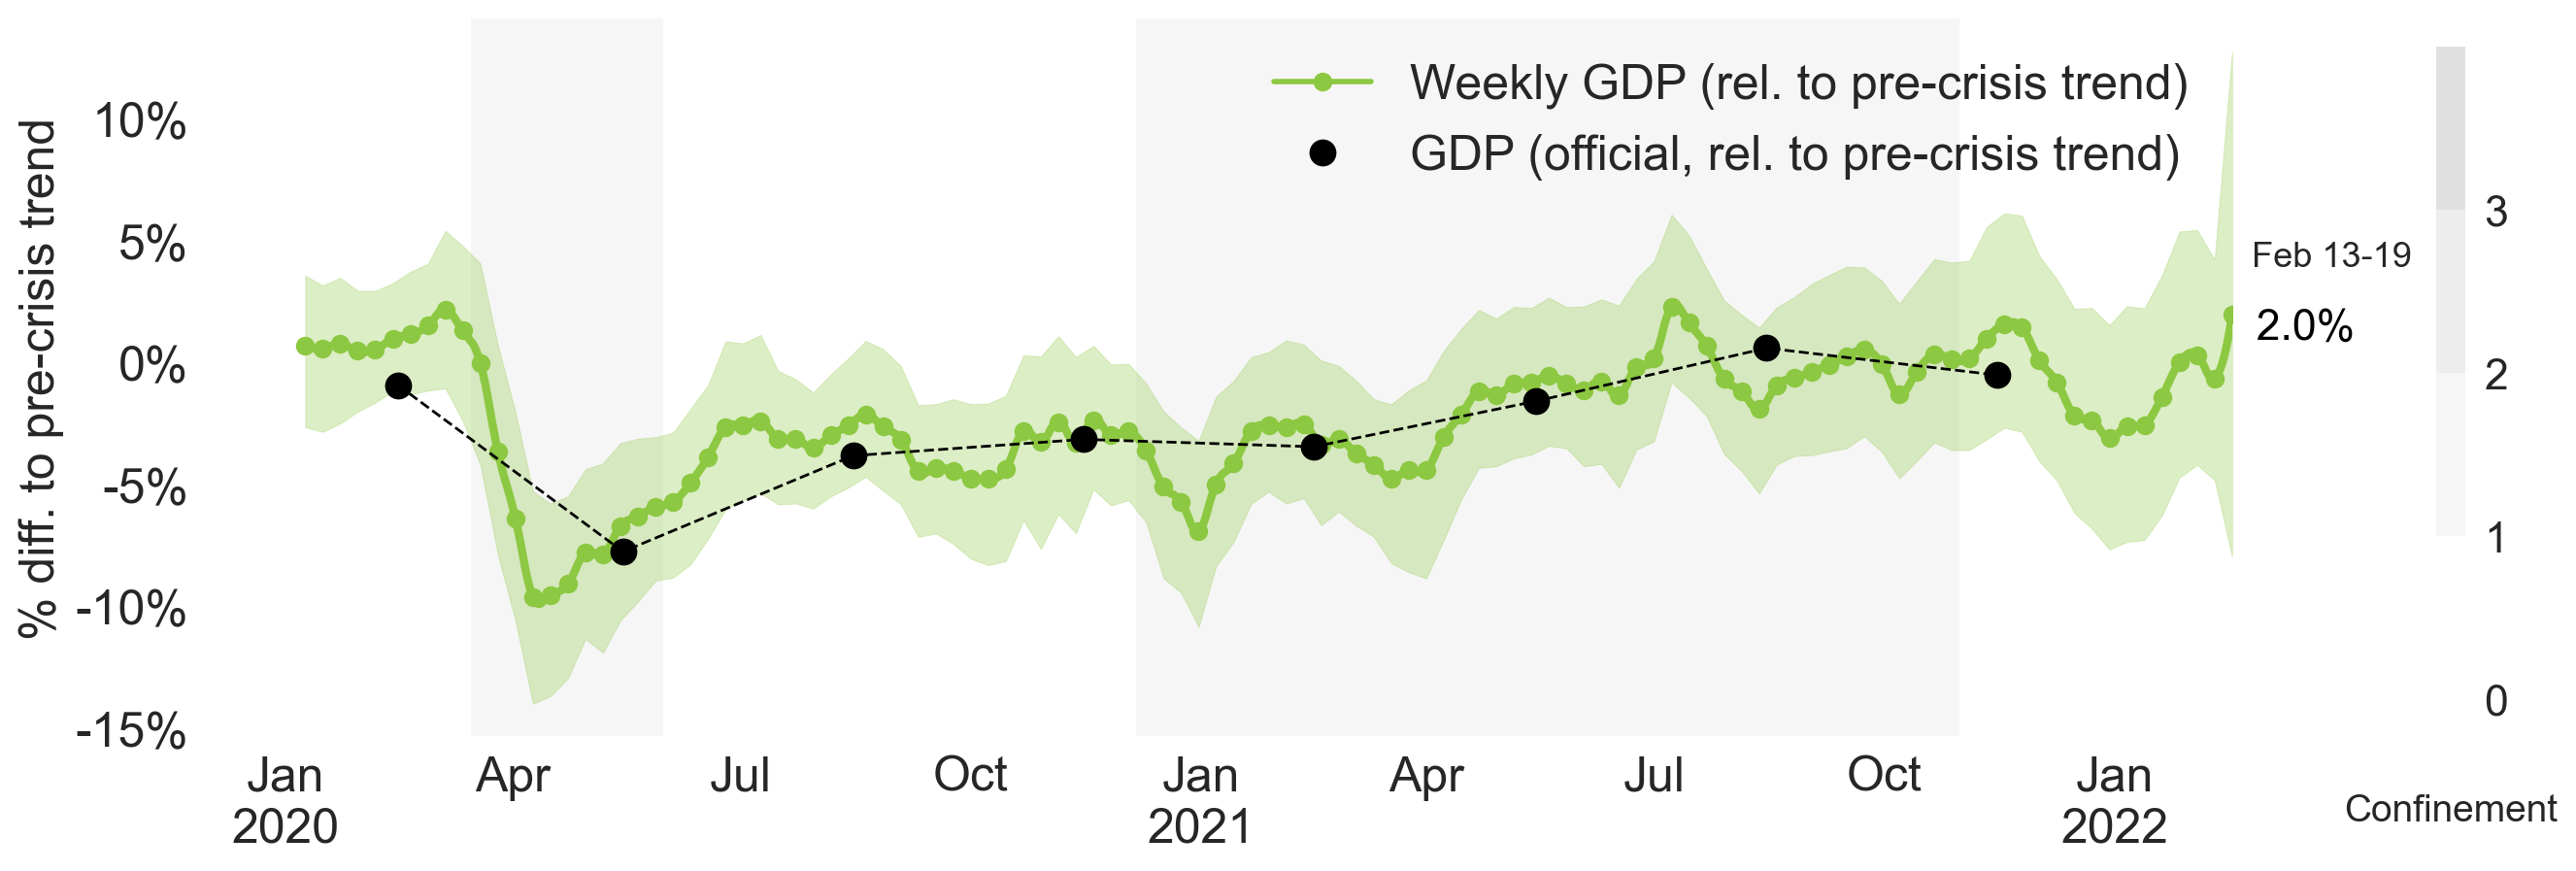 Weekly GDP (rel. to pre-crisis trend)
GDP (official, rel. to pre-crisis trend)
% diff. to pre-crisis trend
10%
5%
0%
-5%
-10%
-15%
Feb 13-19
2.0%
3
2
1
0
Jan Apr Jul Oct Jan Apr Jul Oct Jan
2020 2021 2022
Confinement